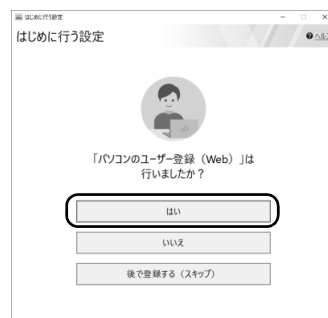 はじめに行う設定
はじめに行う設定
ヘルプ
「パソコンのユーザー登録（Web）」は
行いましたか？
はい
いいえ
後で登録する（スキップ）